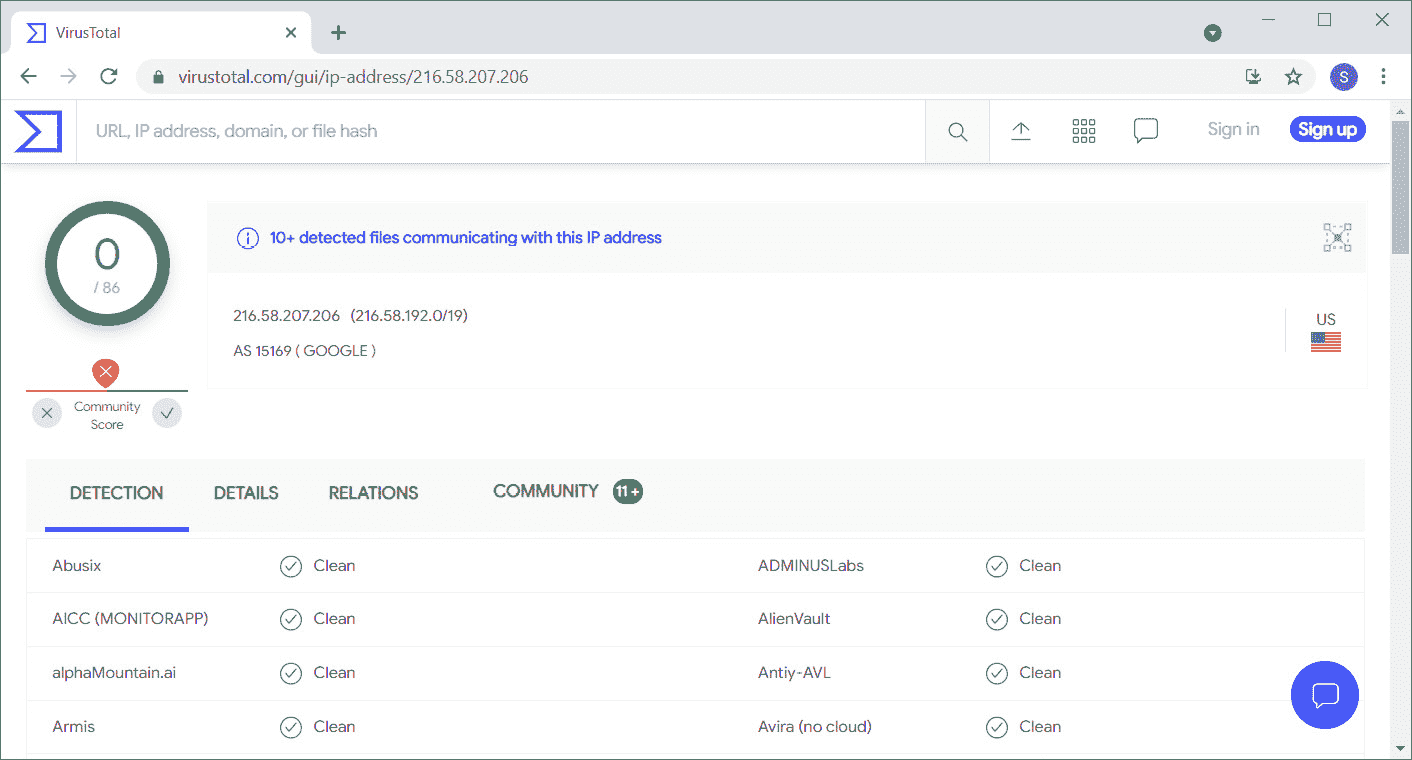 VirusTotal
virustotal.com/gui/ip-address/216.58.207.206
S
URL, IP address, domain, or file hash
Sign in
Sign up
0
/ 86
10+ detected files communicating with this IP address
216.58.207.206 (216.58.192.0/19)
AS 15169 ( GOOGLE )
US
Community
Score
DETECTION DETAILS RELATIONS COMMUNITY 11+
Abusix Clean ADMINUSLabs Clean
AICC (MONITORAPP) Clean AlienVault Clean
alphaMountain.ai Clean Antiy-AVL Clean
Armis Clean Avira (no cloud) Clean